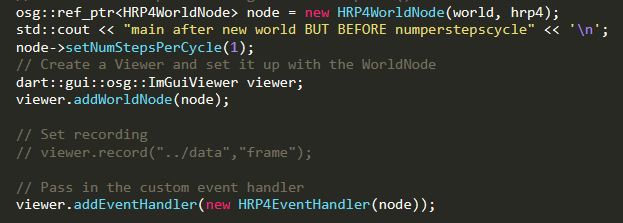 osg::ref_ptr<HRP4WorldNode> node = new HRP4WorldNode(world, hrp4);
std::cout << "main after new world BUT BEFORE numperstepscycle" << '\n';
node->setNumStepsPerCycle(1);
// Create a Viewer and set it up with the WorldNode
dart::gui::osg::ImGuiViewer viewer;
viewer.addWorldNode(node);
// Set recording
// viewer.record("../data","frame");
// Pass in the custom event handler
viewer.addEventHandler(new HRP4EventHandler(node));